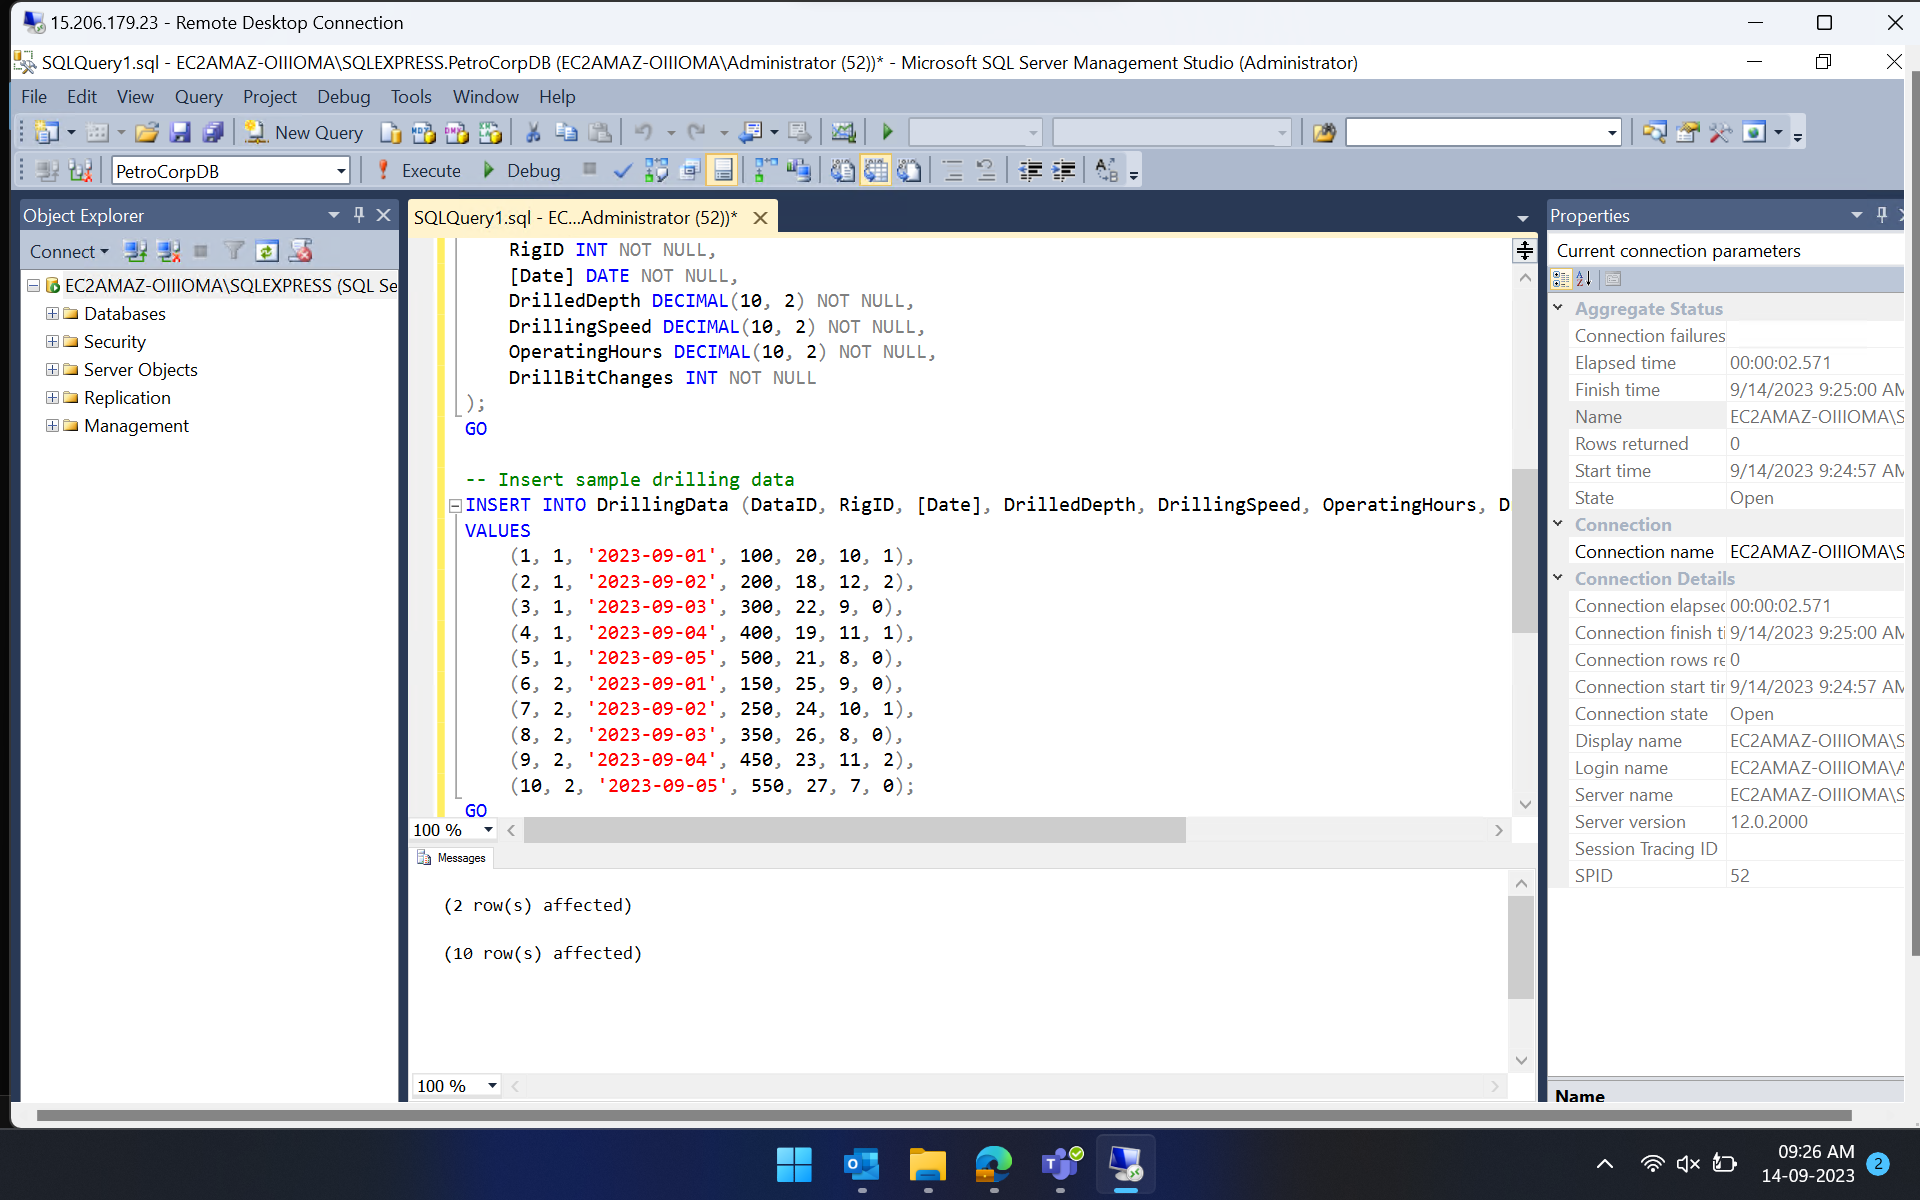 15.206.179.23 - Remote Desktop Connection
SQLQuery1.sql - EC2AMAZ-OIIIOMA\SQLEXPRESS.PetroCorpDB (EC2AMAZ-OIIIOMA\Administrator (52))* - Microsoft SQL Server Management Studio (Administrator)
File Edit View Query Project Debug Tools Window Help
New Query
PetroCorpDB Execute Debug
Object Explorer
Connect
EC2AMAZ-OIIIOMA\SQLEXPRESS (SQL Se
Databases
Security
Server Objects
Replication
Management
SQLQuery1.sql - EC...Administrator (52))*
RigID INT NOT NULL,
[Date] DATE NOT NULL,
DrilledDepth DECIMAL(10, 2) NOT NULL,
DrillingSpeed DECIMAL(10, 2) NOT NULL,
OperatingHours DECIMAL(10, 2) NOT NULL,
DrillBitChanges INT NOT NULL
);
GO
-- Insert sample drilling data
INSERT INTO DrillingData (DataID, RigID, [Date], DrilledDepth, DrillingSpeed, OperatingHours, D
VALUES
(1, 1, '2023-09-01', 100, 20, 10, 1),
(2, 1, '2023-09-02', 200, 18, 12, 2),
(3, 1, '2023-09-03', 300, 22, 9, 0),
(4, 1, '2023-09-04', 400, 19, 11, 1),
(5, 1, '2023-09-05', 500, 21, 8, 0),
(6, 2, '2023-09-01', 150, 25, 9, 0),
(7, 2, '2023-09-02', 250, 24, 10, 1),
(8, 2, '2023-09-03', 350, 26, 8, 0),
(9, 2, '2023-09-04', 450, 23, 11, 2),
(10, 2, '2023-09-05', 550, 27, 7, 0);
GO
100 %
Messages
(2 row(s) affected)
(10 row(s) affected)
100 %
Properties
Current connection parameters
Aggregate Status
Connection failures
Elapsed time 00:00:02.571
Finish time 9/14/2023 9:25:00 AM
Name EC2AMAZ-OIIIOMA\S
Rows returned 0
Start time 9/14/2023 9:24:57 AM
State Open
Connection
Connection name EC2AMAZ-OIIIOMA\S
Connection Details
Connection elapsec 00:00:02.571
Connection finish ti 9/14/2023 9:25:00 AM
Connection rows re 0
Connection start tir 9/14/2023 9:24:57 AM
Connection state Open
Display name EC2AMAZ-OIIIOMA\S
Login name EC2AMAZ-OIIIOMA\A
Server name EC2AMAZ-OIIIOMA\S
Server version 12.0.2000
Session Tracing ID
SPID 52
Name
09:26 AM
14-09-2023
2